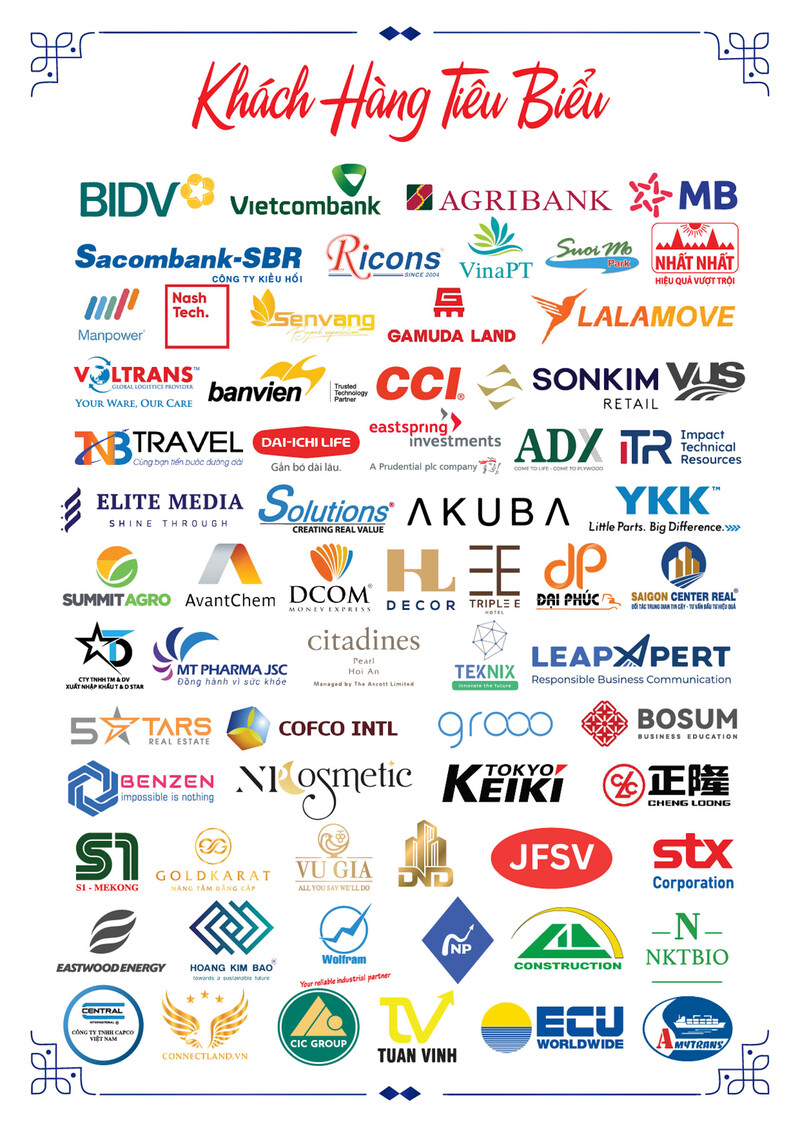 Khách Hàng Tiêu Biểu
BIDV
Vietcombank
AGRIBANK
MB
Sacombank-SBR
CÔNG TY KIỀU HỐI
Ricons
SINCE 2004
VinaPT
Suoi Mo
Park
NHẤT NHẤT
HIỆU QUẢ VƯỢT TRỘI
Manpower
Nash
Tech.
Senvang
GAMUDA LAND
LALAMOVE
VOLTRANS™
GLOBAL LOGISTICS PROVIDER
YOUR WARE, OUR CARE
banvien
Trusted
Technology
Partner
CCI®
SONKIM
RETAIL
VUS
TNB TRAVEL
Cùng bạn tiến bước đường dài
DAI-ICHI LIFE
Gắn bó dài lâu.
eastspring
investments
A Prudential plc company
ADX
COME TO LIFE - COME TO PLYWOOD
iTR
Impact
Technical
Resources
ELITE MEDIA
SHINE THROUGH
Solutions®
CREATING REAL VALUE
AKUBA
YKK™
Little Parts. Big Difference.
SUMMIT AGRO
AvantChem
DCOM®
MONEY EXPRESS
HL
DECOR
TRIPLE E
HOTEL
dP
ĐẠI PHÚC
SAIGON CENTER REAL®
ĐỐI TÁC TRUNG GIAN TIN CẬY - TƯ VẤN ĐẦU TƯ HIỆU QUẢ
TD
CTY TNHH TM & DV
XUẤT NHẬP KHẨU T & D STAR
MT PHARMA JSC
Đồng hành vì sức khỏe
citadines
Pearl
Hoi An
Managed by The Ascott Limited
TEKNIX
Innovate the future
LEAPXPERT
Responsible Business Communication
5STARS
REAL ESTATE
COFCO INTL
grooo
BOSUM
BUSINESS EDUCATION
BENZEN
impossible is nothing
NPCosmetic
TOKYO
KEIKI
CLC
正隆
CHENG LOONG
S1
S1 - MEKONG
GOLDKARAT
NÂNG TẦM ĐẲNG CẤP
VU GIA
ALL YOU SAY WE'LL DO
DVD
JFSV
stx
Corporation
EASTWOOD ENERGY
HOANG KIM BAO®
towards a sustainable future
Wolfram
NP
CONSTRUCTION
N
NKTBIO
CENTRAL
INTERNATIONAL
CÔNG TY TNHH CAPCO
VIỆT NAM
CONNECTLAND.VN
Your reliable industrial partner
CIC GROUP
TV
TUAN VINH
ECU
WORLDWIDE
AMYTRANS